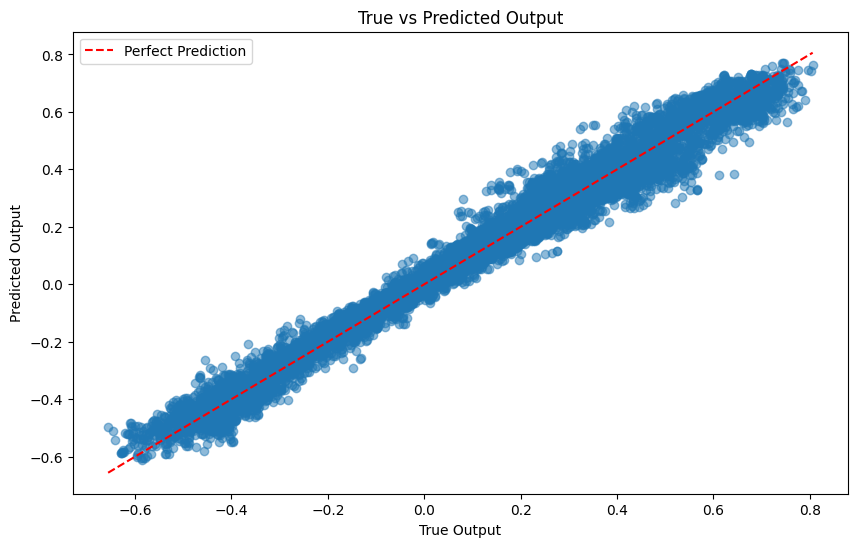 True vs Predicted Output
Perfect Prediction
Predicted Output
0.8
0.6
0.4
0.2
0.0
−0.2
−0.4
−0.6
−0.6 −0.4 −0.2 0.0 0.2 0.4 0.6 0.8
True Output